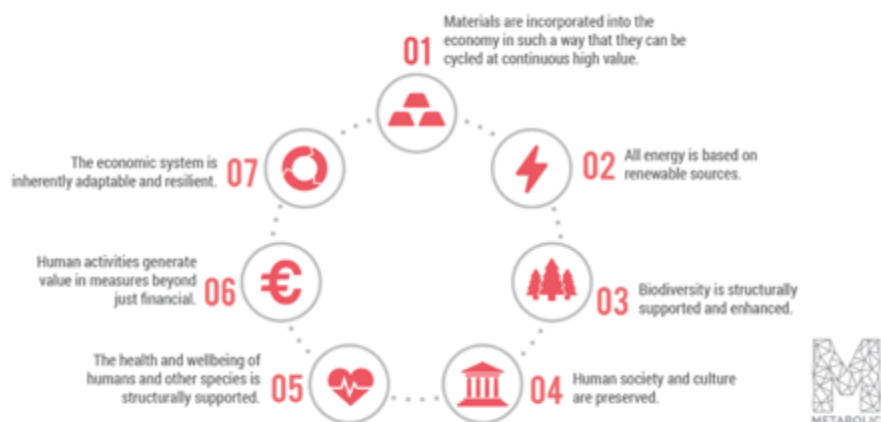 01
Materials are incorporated into the
economy in such a way that they can be
cycled at continuous high value.
02
All energy is based on
renewable sources.
03
Biodiversity is structurally
supported and enhanced.
04
Human society and culture
are preserved.
05
The health and wellbeing of
humans and other species is
structurally supported.
06
Human activities generate
value in measures beyond
just financial.
07
The economic system is
inherently adaptable and resilient.
METABOLIC